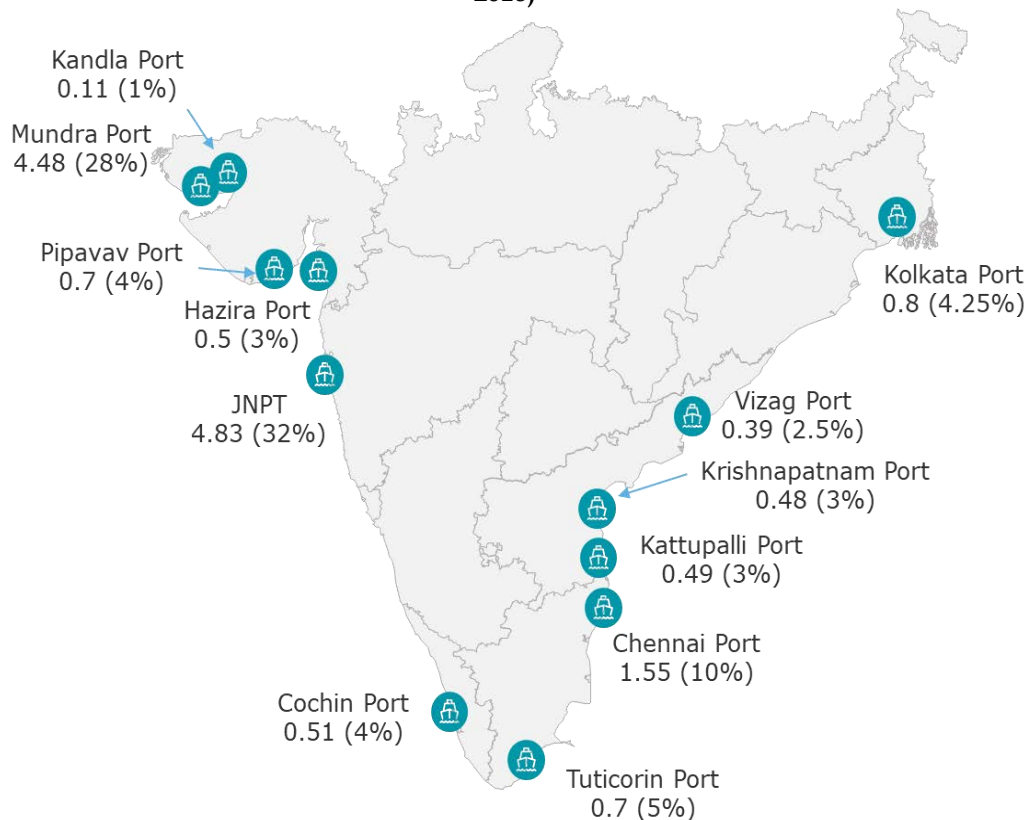 Kandla Port
0.11 (1%)
Mundra Port
4.48 (28%)
Pipavav Port
0.7 (4%)
Hazira Port
0.5 (3%)
JNPT
4.83 (32%)
Kolkata Port
0.8 (4.25%)
Vizag Port
0.39 (2.5%)
Krishnapatnam Port
0.48 (3%)
Kattupalli Port
0.49 (3%)
Chennai Port
1.55 (10%)
Cochin Port
0.51 (4%)
Tuticorin Port
0.7 (5%)